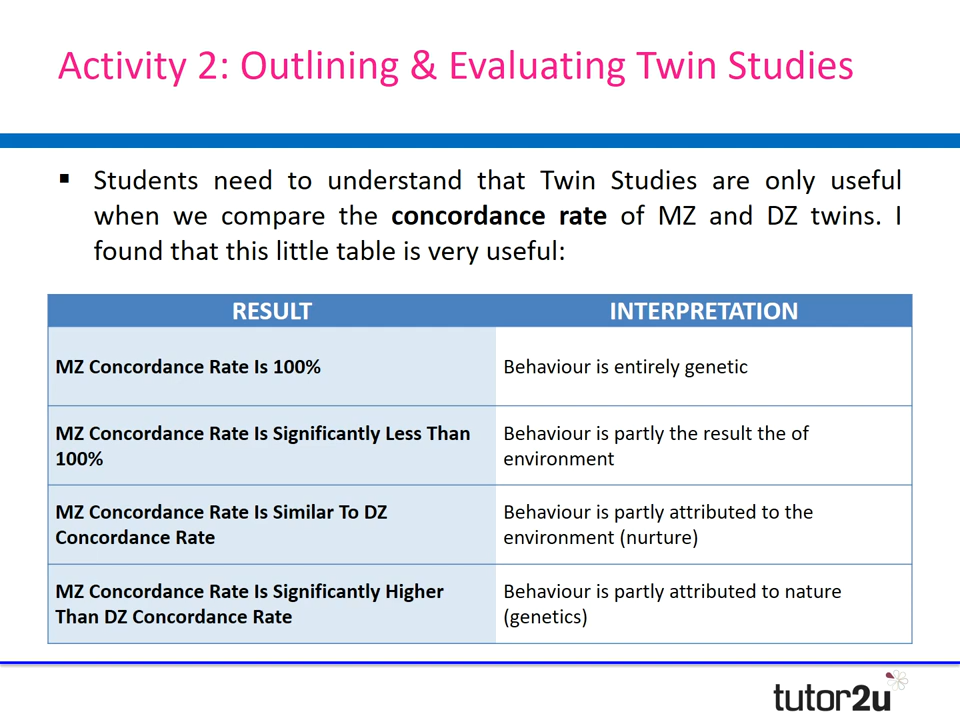 Activity 2: Outlining & Evaluating Twin Studies
▪ Students need to understand that Twin Studies are only useful
when we compare the concordance rate of MZ and DZ twins. I
found that this little table is very useful:
RESULT
INTERPRETATION
MZ Concordance Rate Is 100%
Behaviour is entirely genetic
MZ Concordance Rate Is Significantly Less Than
100%
Behaviour is partly the result the of
environment
MZ Concordance Rate Is Similar To DZ
Concordance Rate
Behaviour is partly attributed to the
environment (nurture)
MZ Concordance Rate Is Significantly Higher
Than DZ Concordance Rate
Behaviour is partly attributed to nature
(genetics)
tutor2u